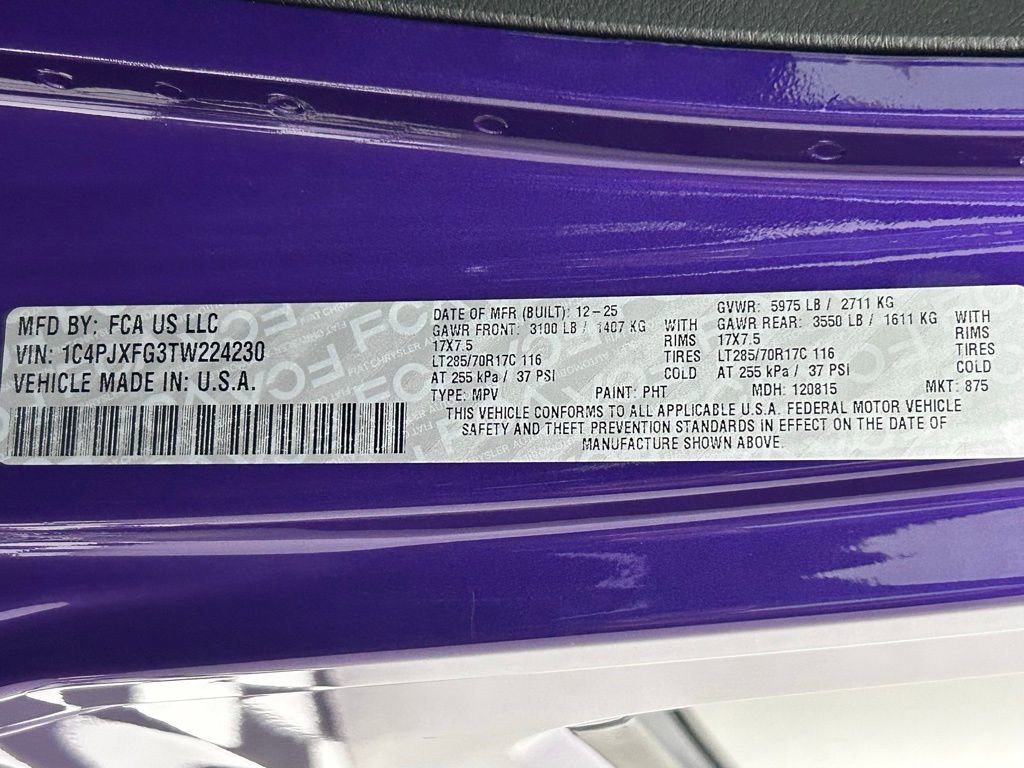 MFD BY: FCA US LLC
VIN: 1C4PJXFG3TW224230
VEHICLE MADE IN: U.S.A.
DATE OF MFR (BUILT): 12-25
GAWR FRONT: 3100 LB / 1407 KG WITH
17X7.5 RIMS
LT285/70R17C 116 TIRES
AT 255 kPa / 37 PSI COLD
GVWR: 5975 LB / 2711 KG
GAWR REAR: 3550 LB / 1611 KG WITH
17X7.5 RIMS
LT285/70R17C 116 TIRES
AT 255 kPa / 37 PSI COLD
TYPE: MPV PAINT: PHT MDH: 120815 MKT: 875
THIS VEHICLE CONFORMS TO ALL APPLICABLE U.S.A. FEDERAL MOTOR VEHICLE
SAFETY AND THEFT PREVENTION STANDARDS IN EFFECT ON THE DATE OF
MANUFACTURE SHOWN ABOVE.